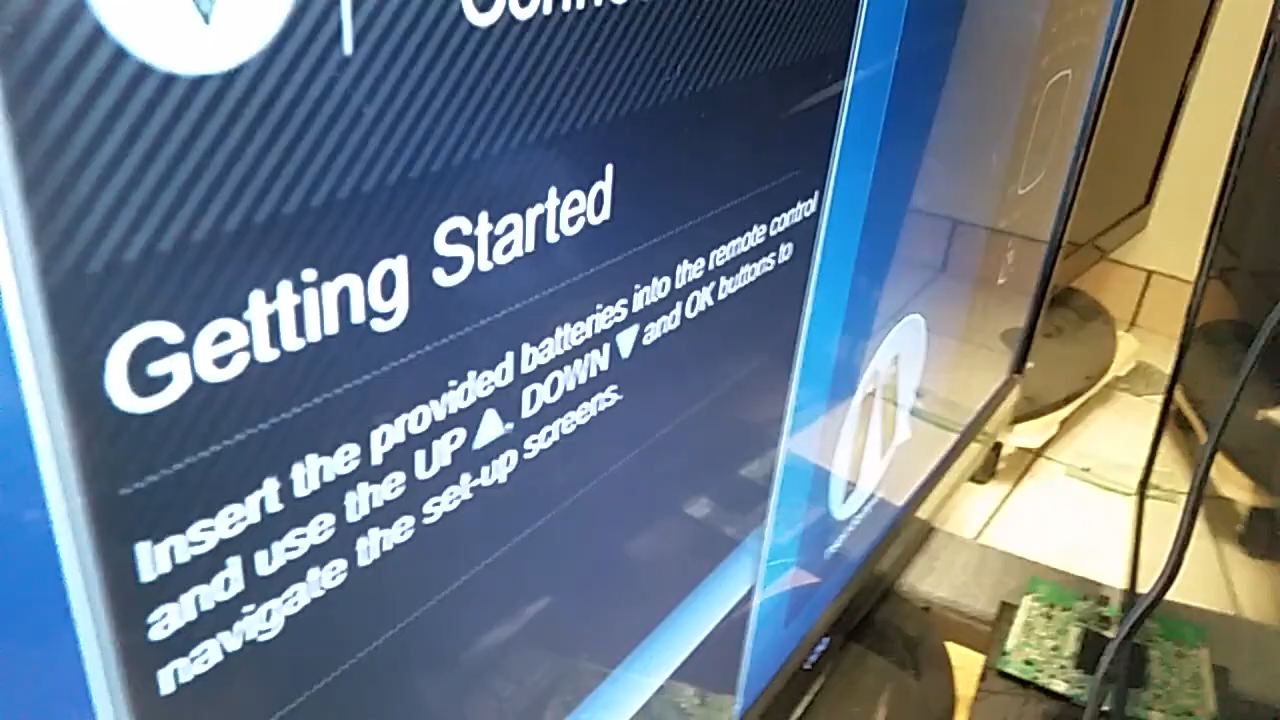 Getting Started
Insert the provided batteries into the remote control
and use the UP ▲, DOWN ▼ and OK buttons to
navigate the set-up screens.